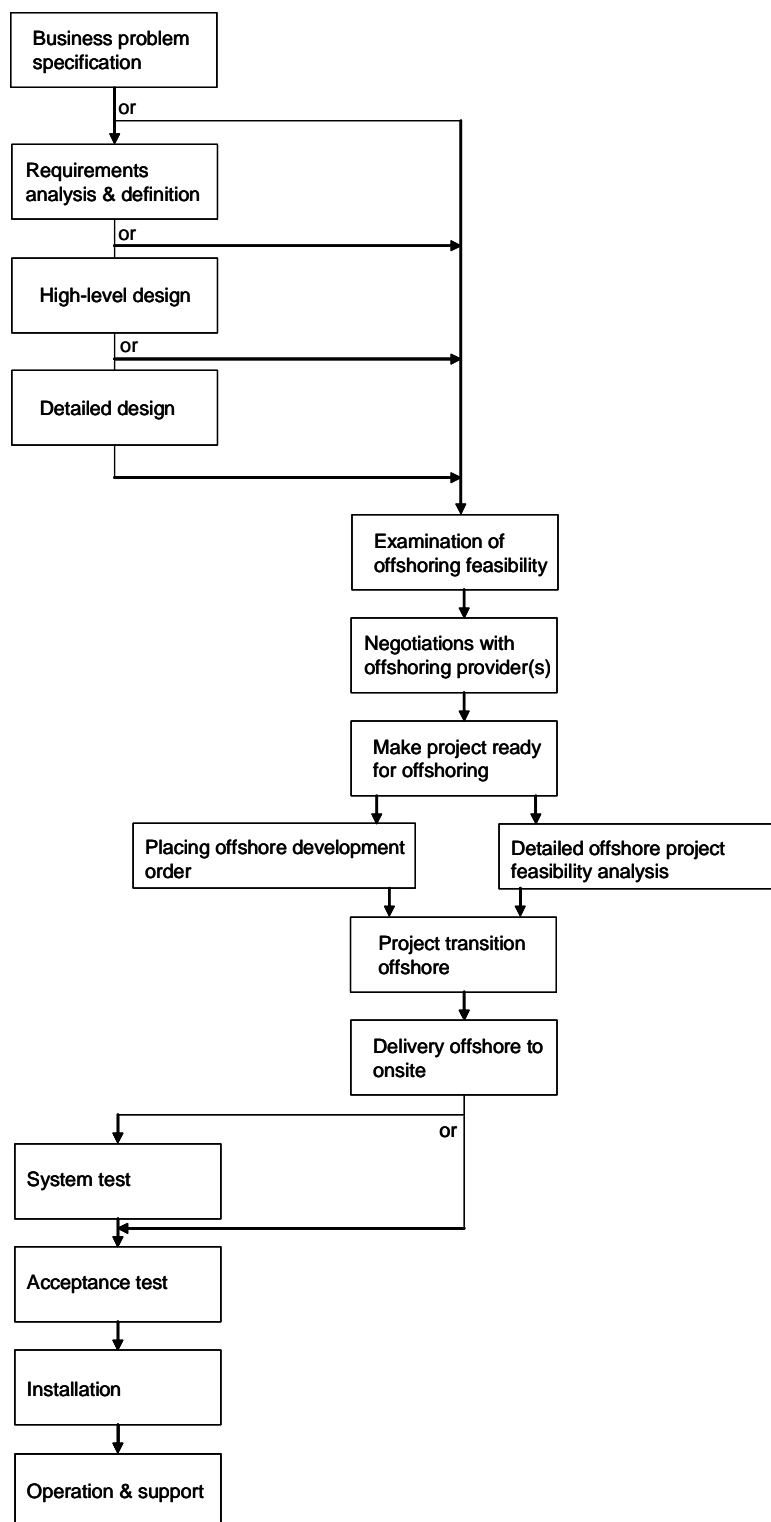 Business problem
specification
or
Requirements
analysis & definition
or
High-level design
or
Detailed design
Examination of
offshoring feasibility
Negotiations with
offshoring provider(s)
Make project ready
for offshoring
Placing offshore development
order
Detailed offshore project
feasibility analysis
Project transition
offshore
Delivery offshore to
onsite
or
System test
Acceptance test
Installation
Operation & support